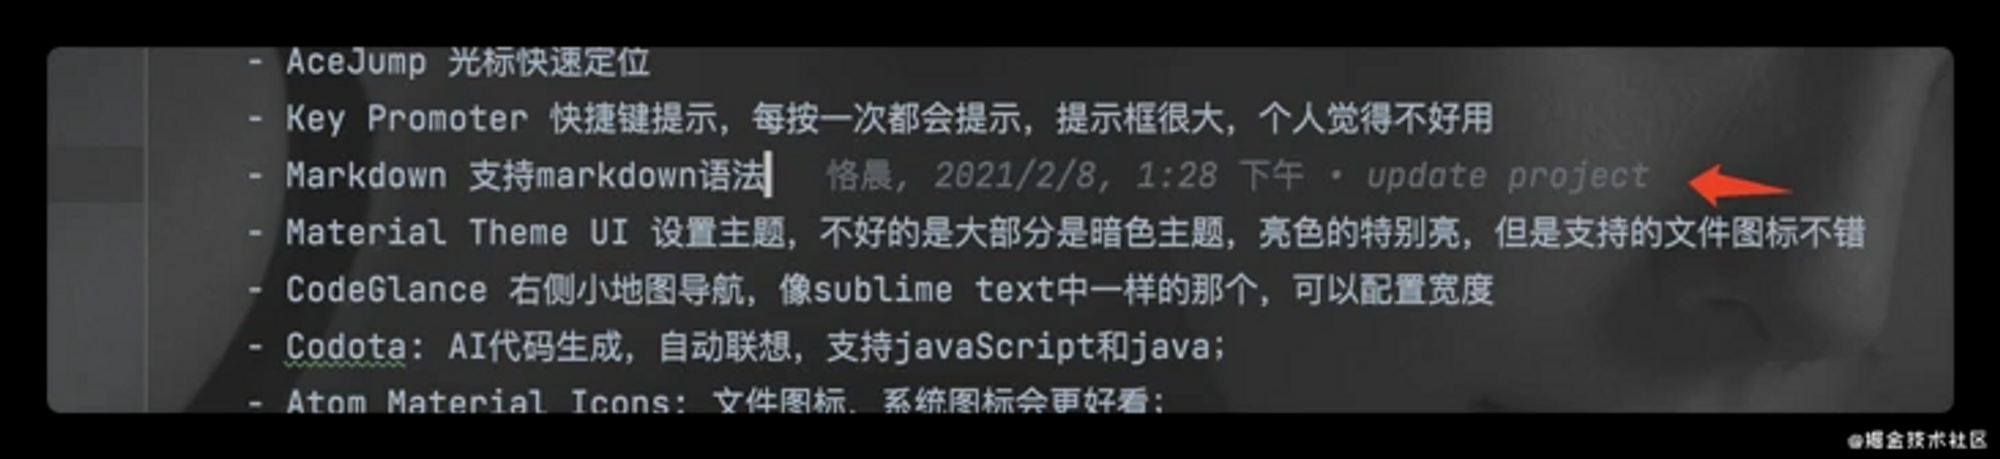 - AceJump 光标快速定位
- Key Promoter 快捷键提示，每按一次都会提示，提示框很大，个人觉得不好用
- Markdown 支持markdown语法 恪晨, 2021/2/8, 1:28 下午 • update project
- Material Theme UI 设置主题，不好的是大部分是暗色主题，亮色的特别亮，但是支持的文件图标不错
- CodeGlance 右侧小地图导航，像sublime text中一样的那个，可以配置宽度
- Codota: AI代码生成，自动联想，支持javaScript和java；
- Atom Material Icons: 文件图标，系统图标会更好看；
@掘金技术社区